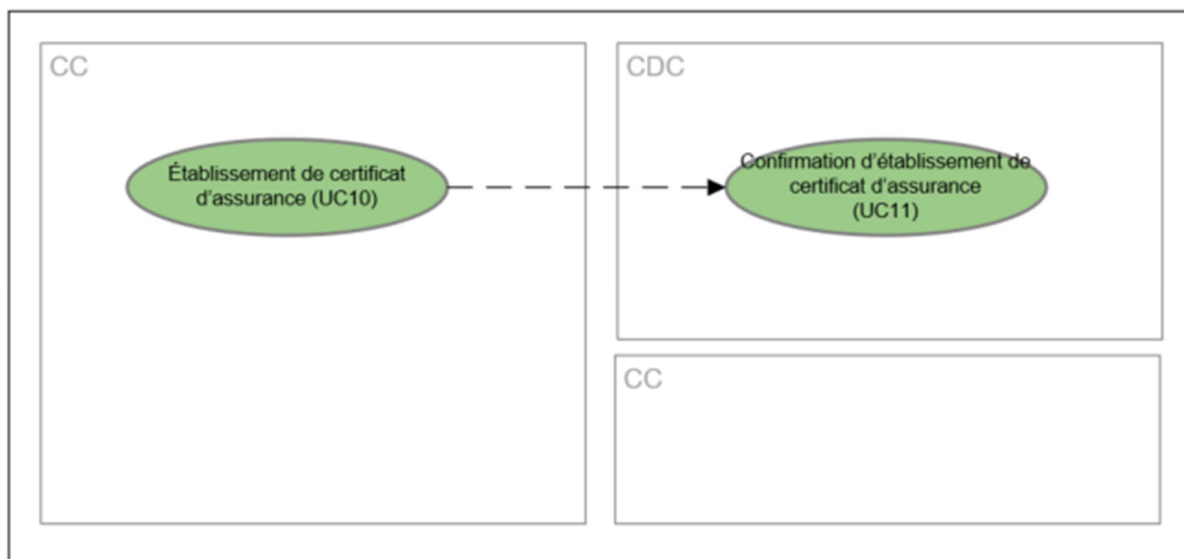 CC
Établissement de certificat
d'assurance (UC10)
CDC
Confirmation d'établissement de
certificat d'assurance
(UC11)
CC